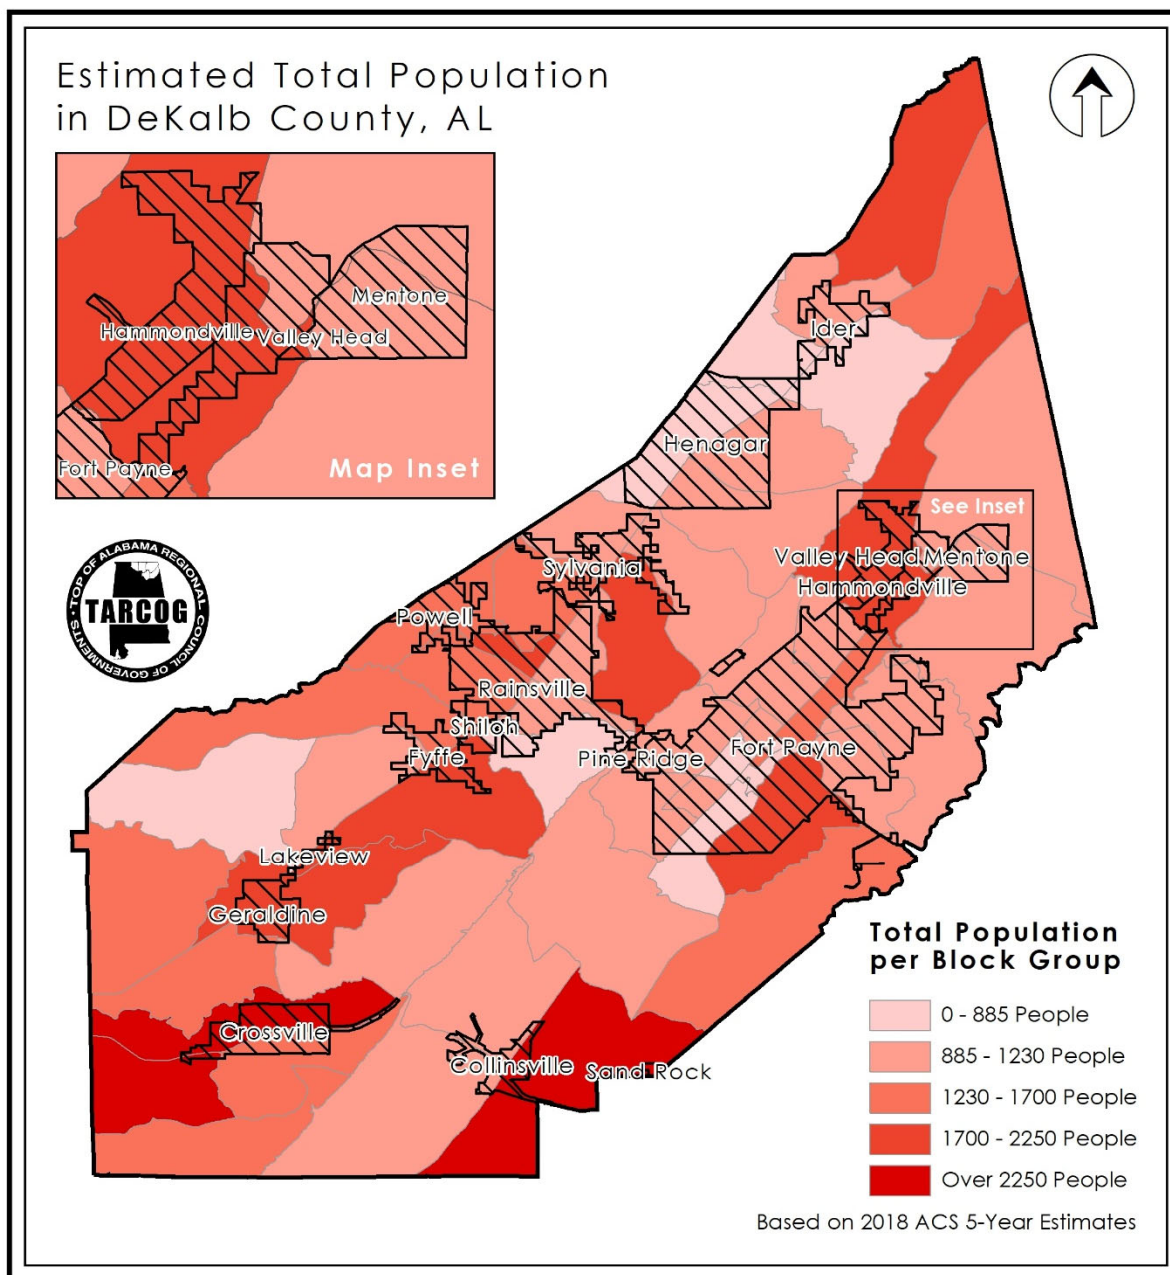 Estimated Total Population
in DeKalb County, AL
Mentone
Hammondville
Valley Head
Fort Payne
Map Inset
Ider
Henagar
See Inset
Valley Head
Mentone
Hammondville
Sylvania
Powell
Rainsville
Shiloh
Fyffe
Pine Ridge
Fort Payne
Lakeview
Geraldine
Crossville
Collinsville
Sand Rock
TOP OF ALABAMA REGIONAL
TARCOG
COUNCIL OF GOVERNMENTS
Total Population
per Block Group
0 - 885 People
885 - 1230 People
1230 - 1700 People
1700 - 2250 People
Over 2250 People
Based on 2018 ACS 5-Year Estimates